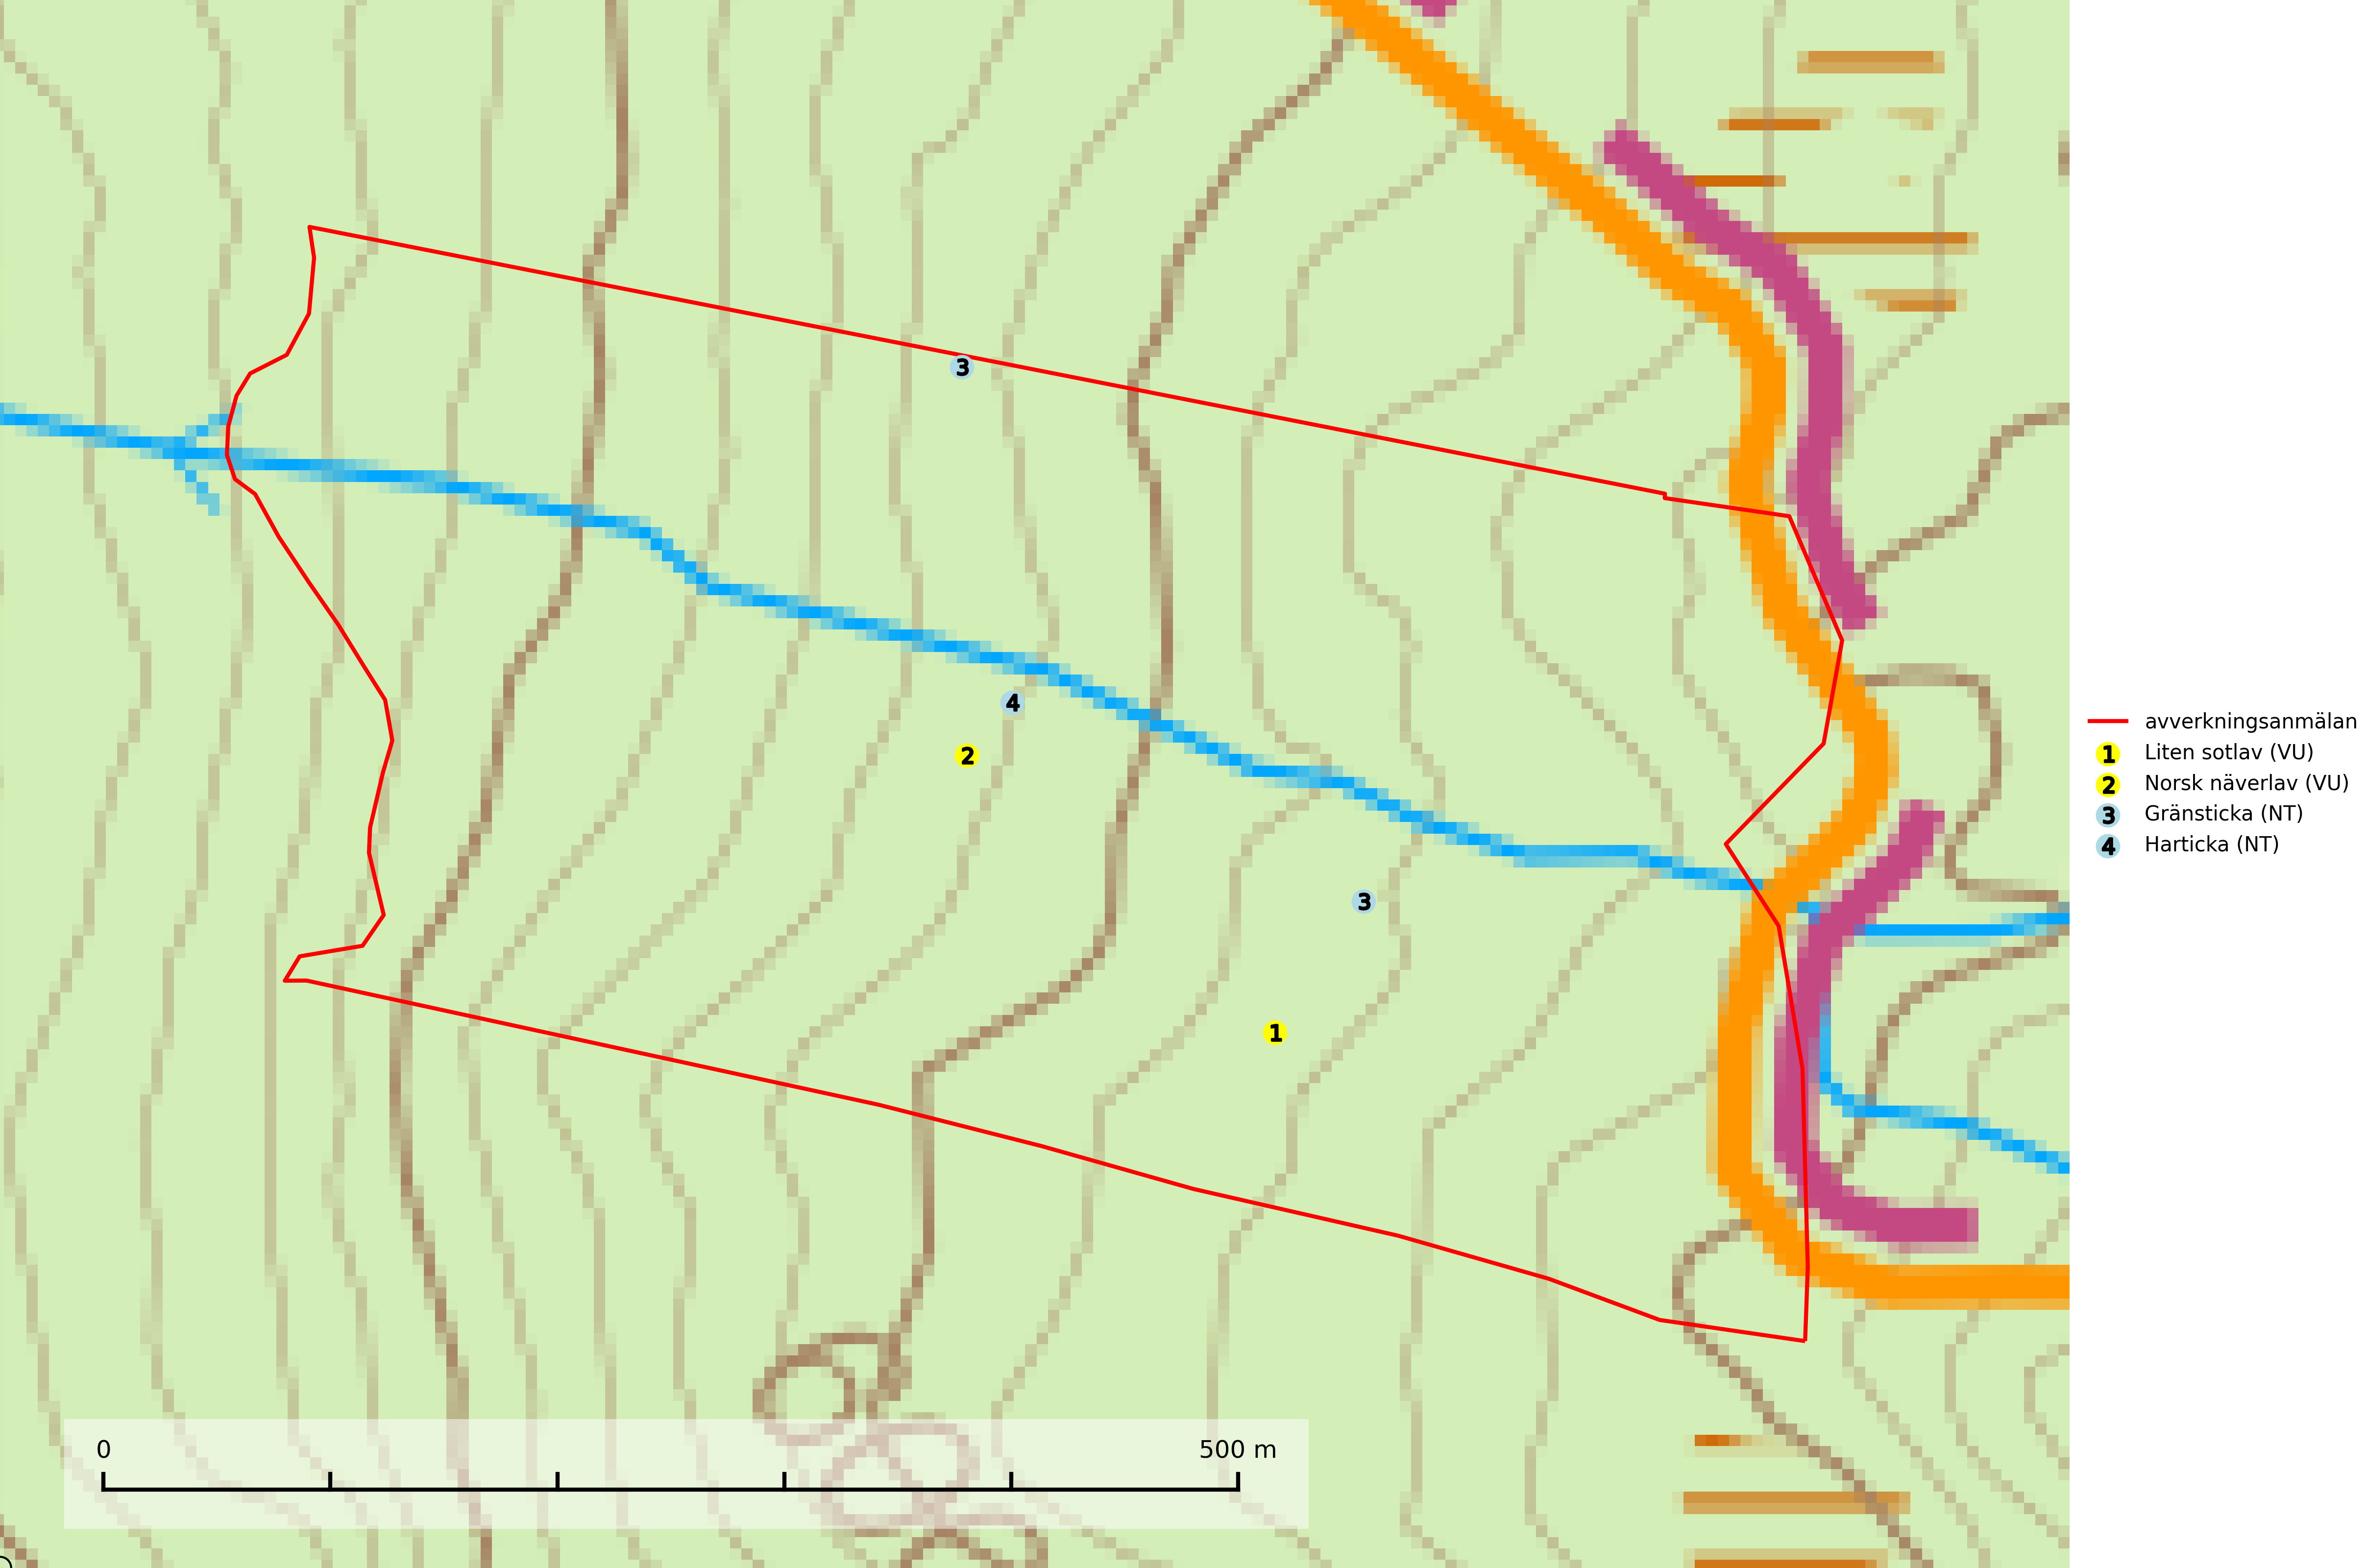 3
4
2
3
1
avverkningsanmälan
1 Liten sotlav (VU)
2 Norsk näverlav (VU)
3 Gränsticka (NT)
4 Harticka (NT)
0 500 m